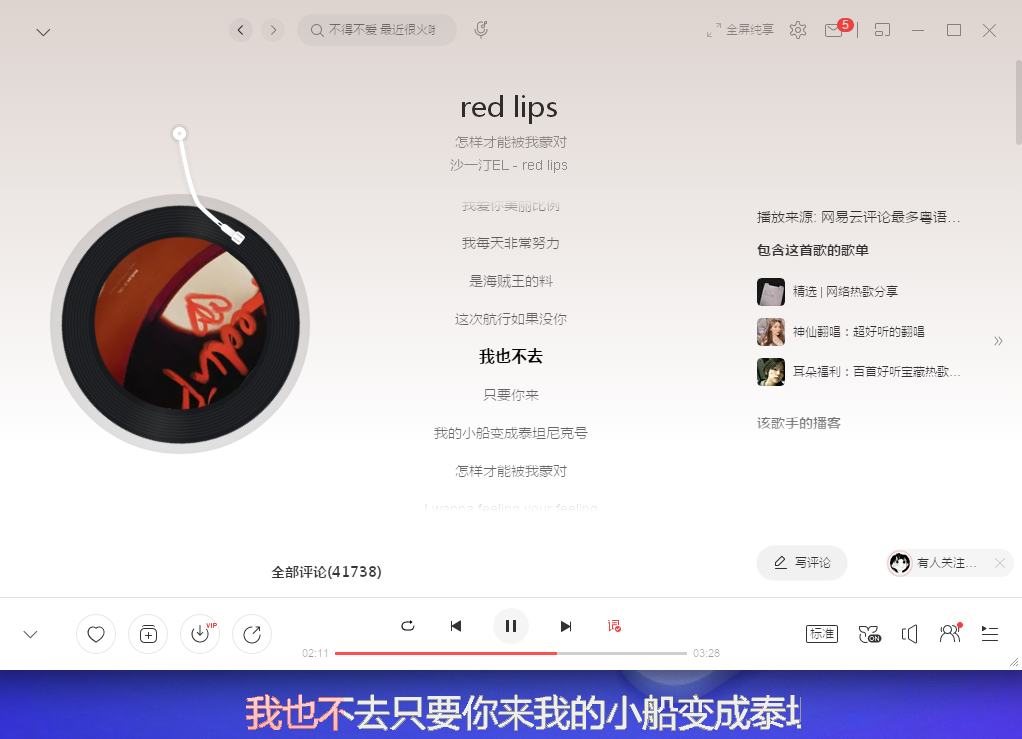 不得不爱 最近很火
全屏纯享
5
red lips
怎样才能被我蒙对
沙一汀EL - red lips
我爱你美丽比例
我每天非常努力
是海贼王的料
这次航行如果没你
我也不去
只要你来
我的小船变成泰坦尼克号
怎样才能被我蒙对
I wanna feeling your feeling
播放来源: 网易云评论最多粤语...
包含这首歌的歌单
精选 | 网络热歌分享
神仙翻唱：超好听的翻唱
耳朵福利：百首好听宝藏热歌...
该歌手的播客
全部评论(41738)
写评论
有人关注...
VIP
词
02:11
03:28
标准
ON
我也不去只要你来我的小船变成泰